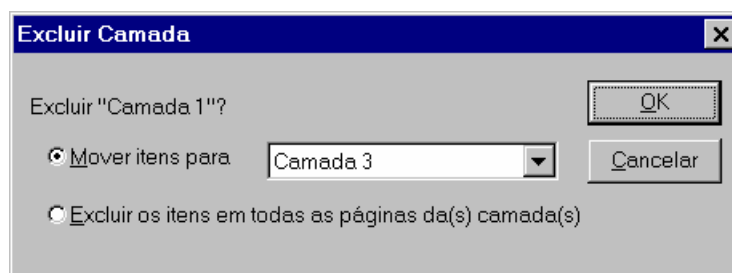 Excluir Camada
Excluir "Camada 1"?
OK
Mover itens para Camada 3
Cancelar
Excluir os itens em todas as páginas da(s) camada(s)